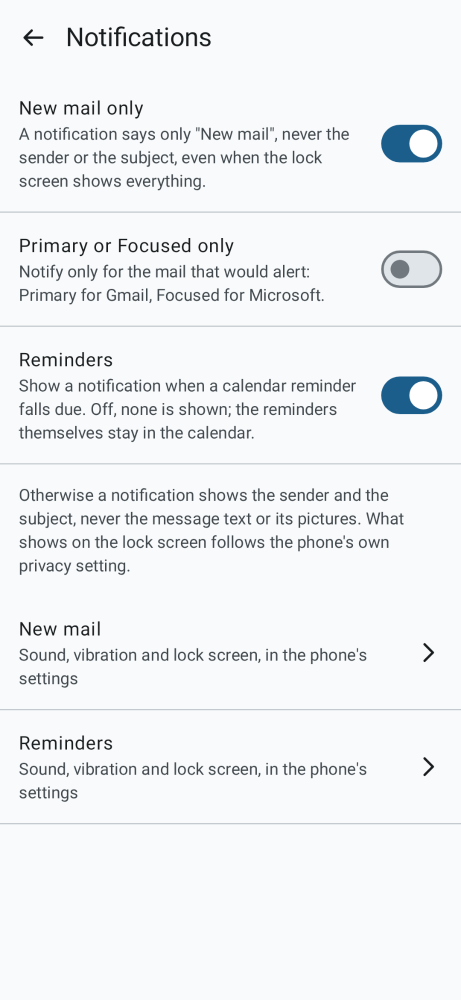 Notifications
New mail only
A notification says only "New mail", never the
sender or the subject, even when the lock
screen shows everything.
Primary or Focused only
Notify only for the mail that would alert:
Primary for Gmail, Focused for Microsoft.
Reminders
Show a notification when a calendar reminder
falls due. Off, none is shown; the reminders
themselves stay in the calendar.
Otherwise a notification shows the sender and the
subject, never the message text or its pictures. What
shows on the lock screen follows the phone's own
privacy setting.
New mail
Sound, vibration and lock screen, in the phone's
settings
Reminders
Sound, vibration and lock screen, in the phone's
settings